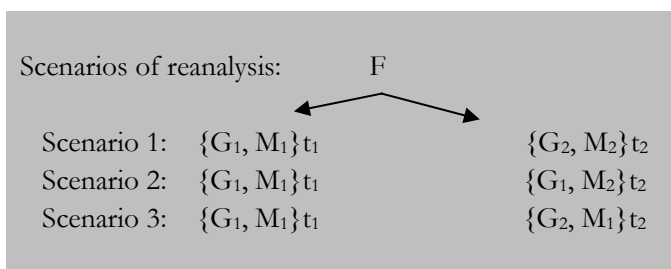 Scenarios of reanalysis: F
Scenario 1: {G₁, M₁}t₁ {G₂, M₂}t₂
Scenario 2: {G₁, M₁}t₁ {G₁, M₂}t₂
Scenario 3: {G₁, M₁}t₁ {G₂, M₁}t₂